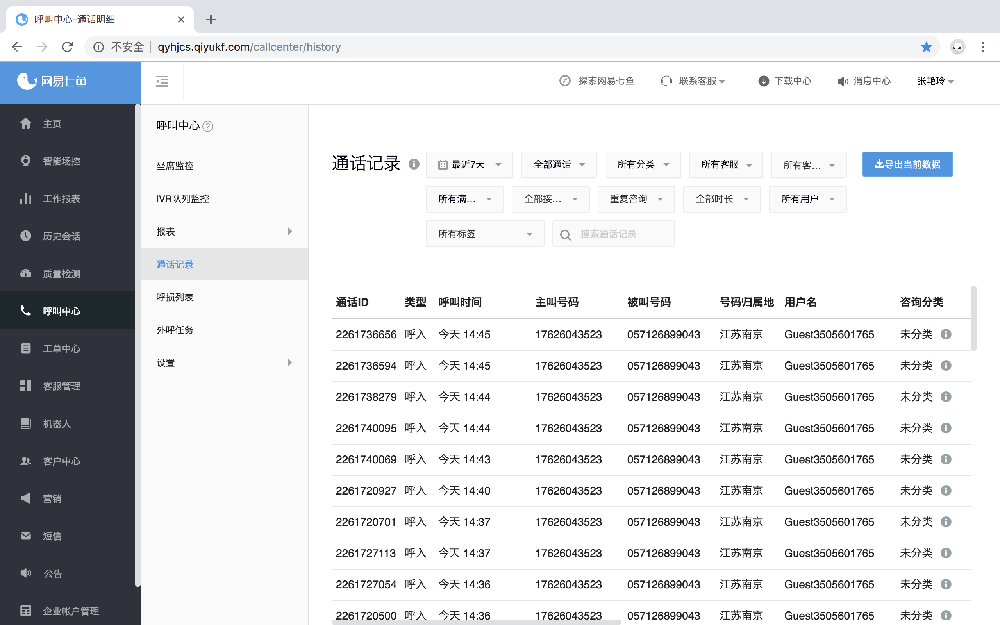 呼叫中心-通话明细
不安全 qyhjcs.qiyukf.com/callcenter/history
网易七鱼 探索网易七鱼 联系客服 下载中心 消息中心 张艳玲
主页
智能场控
工作报表
历史会话
质量检测
呼叫中心
工单中心
客服管理
机器人
客户中心
营销
短信
公告
企业帐户管理
呼叫中心
坐席监控
IVR队列监控
报表
通话记录
呼损列表
外呼任务
设置
通话记录 最近7天 全部通话 所有分类 所有客服 所有客... 导出当前数据
所有满... 全部接... 重复咨询 全部时长 所有用户
所有标签 搜索通话记录
通话ID 类型 呼叫时间 主叫号码 被叫号码 号码归属地 用户名 咨询分类
2261736656 呼入 今天 14:45 17626043523 057126899043 江苏南京 Guest3505601765 未分类
2261736594 呼入 今天 14:45 17626043523 057126899043 江苏南京 Guest3505601765 未分类
2261738279 呼入 今天 14:44 17626043523 057126899043 江苏南京 Guest3505601765 未分类
2261740095 呼入 今天 14:44 17626043523 057126899043 江苏南京 Guest3505601765 未分类
2261740069 呼入 今天 14:43 17626043523 057126899043 江苏南京 Guest3505601765 未分类
2261720927 呼入 今天 14:40 17626043523 057126899043 江苏南京 Guest3505601765 未分类
2261720701 呼入 今天 14:37 17626043523 057126899043 江苏南京 Guest3505601765 未分类
2261727113 呼入 今天 14:37 17626043523 057126899043 江苏南京 Guest3505601765 未分类
2261727054 呼入 今天 14:36 17626043523 057126899043 江苏南京 Guest3505601765 未分类
2261720500 呼入 今天 14:36 17626043523 057126899043 江苏南京 Guest3505601765 未分类